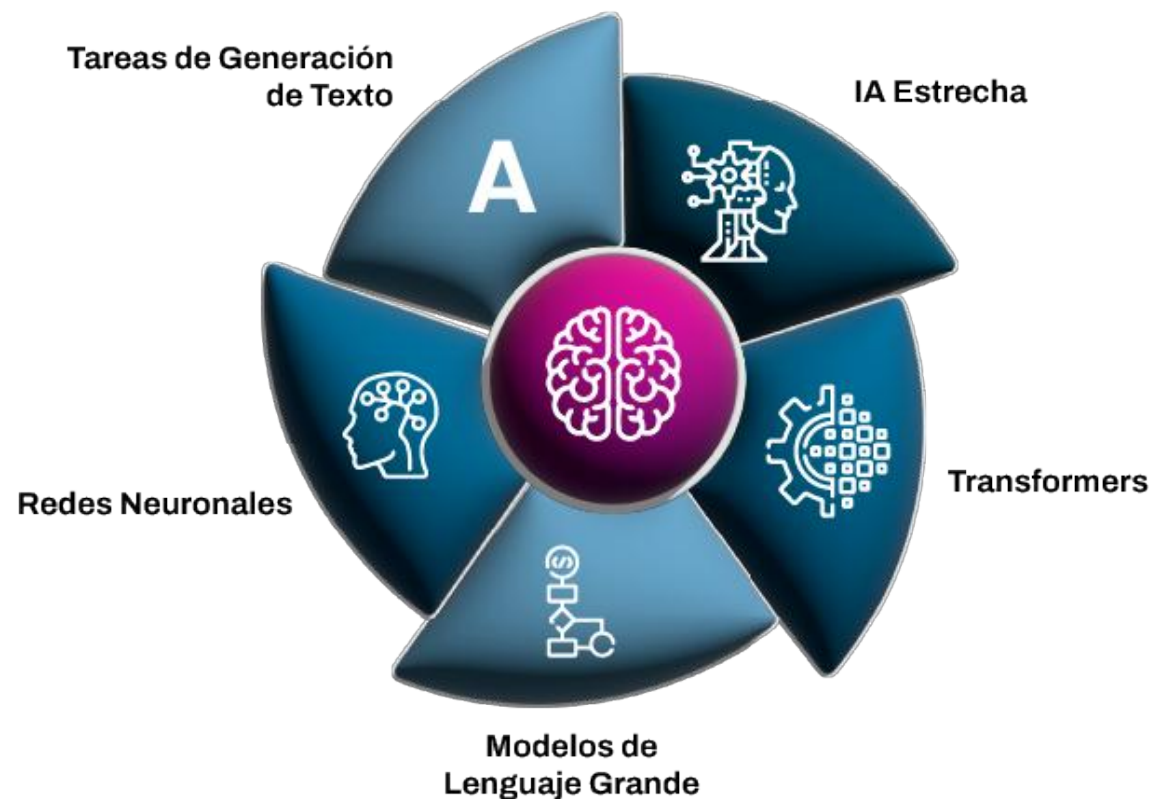 Tareas de Generación
de Texto
A
IA Estrecha
Transformers
Redes Neuronales
Modelos de
Lenguaje Grande